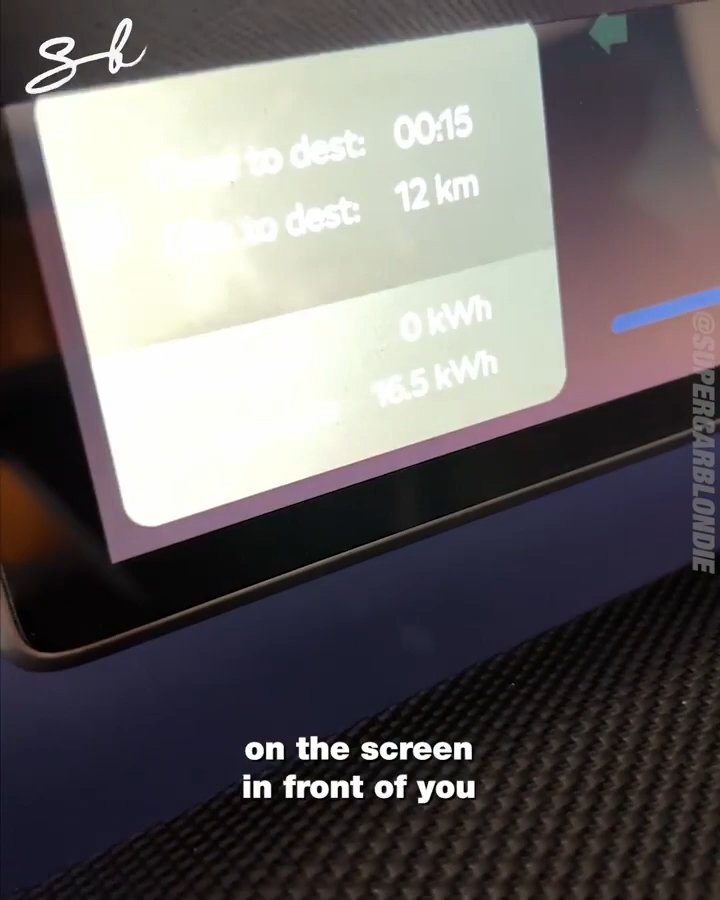 Sb
to dest: 00:15
to dest: 12 km
0 kWh
16.5 kWh
@SUPERCARBLONDIE
on the screen
in front of you